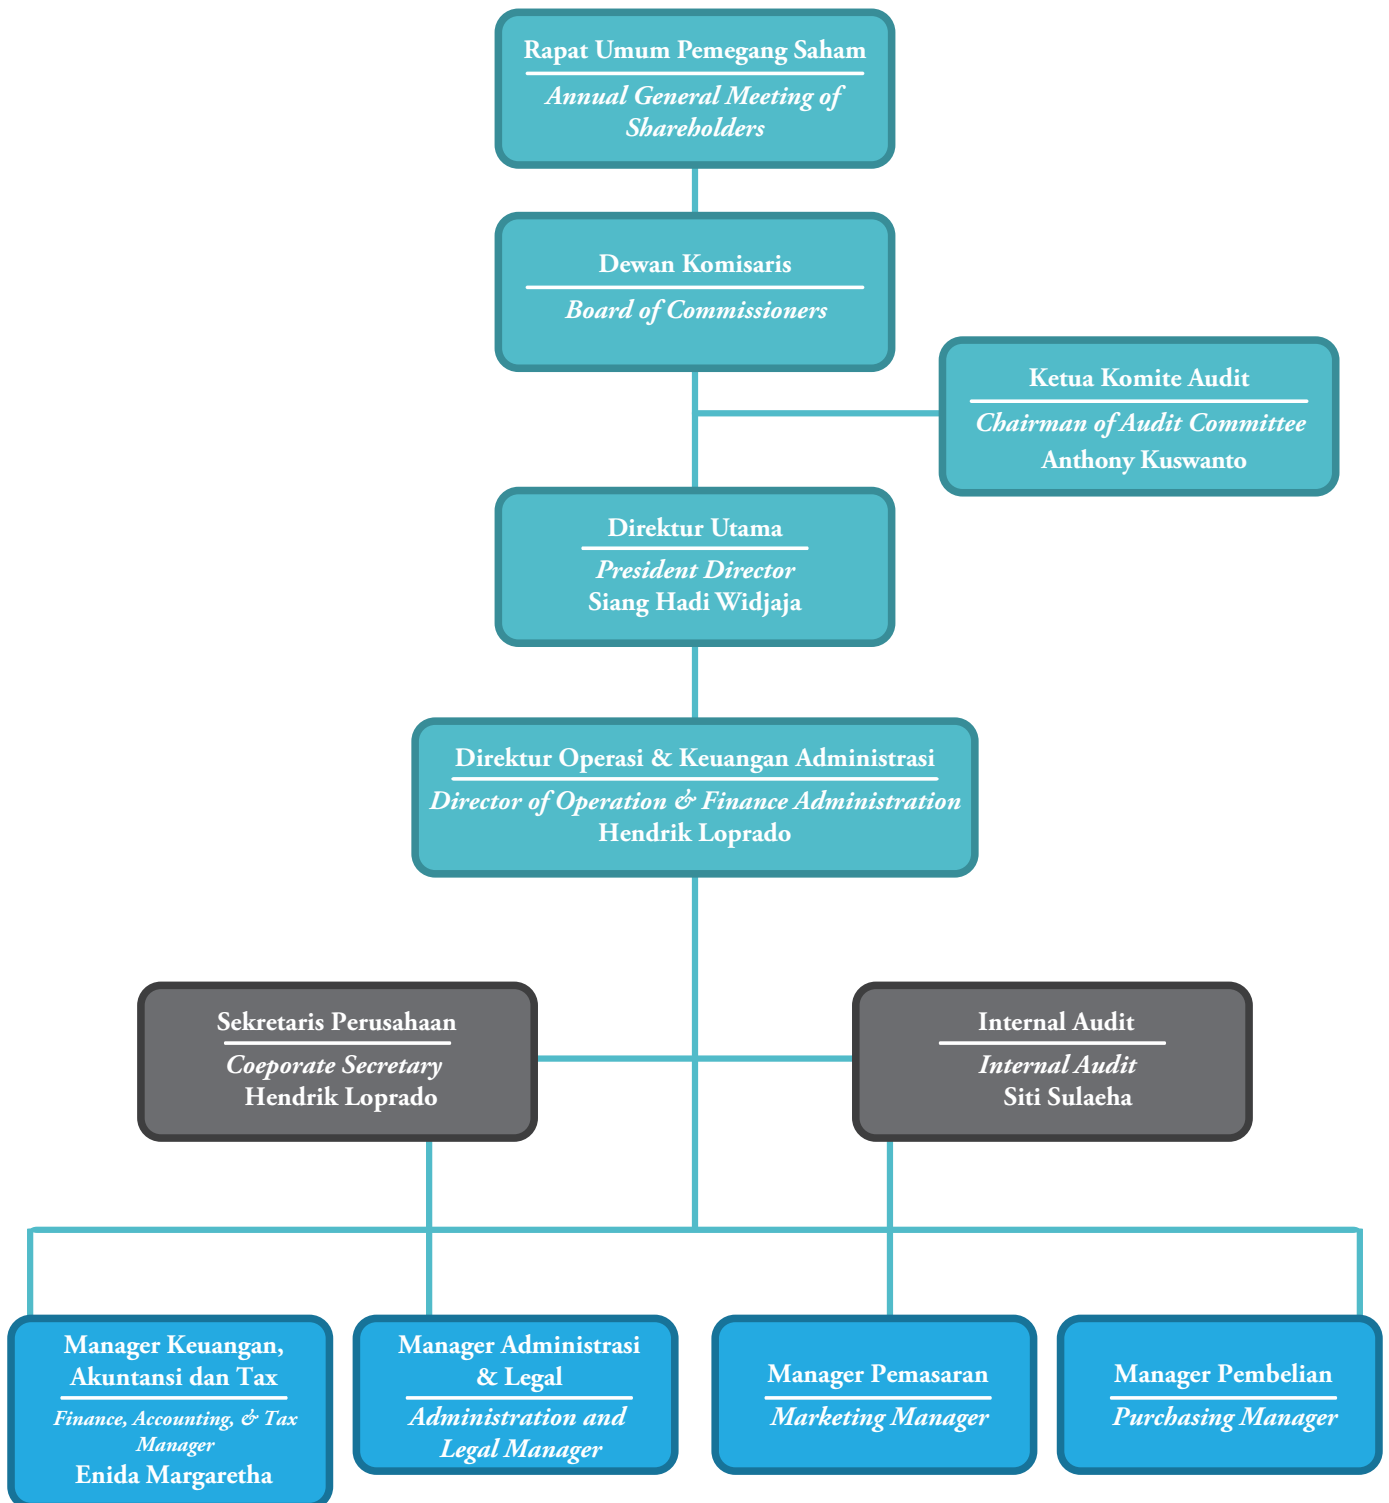 Rapat Umum Pemegang Saham
Annual General Meeting of
Shareholders
Dewan Komisaris
Board of Commissioners
Ketua Komite Audit
Chairman of Audit Committee
Anthony Kuswanto
Direktur Utama
President Director
Siang Hadi Widjaja
Direktur Operasi & Keuangan Administrasi
Director of Operation & Finance Administration
Hendrik Loprado
Sekretaris Perusahaan
Coeporate Secretary
Hendrik Loprado
Internal Audit
Internal Audit
Siti Sulaeha
Manager Keuangan,
Akuntansi dan Tax
Finance, Accounting, & Tax
Manager
Enida Margaretha
Manager Administrasi
& Legal
Administration and
Legal Manager
Manager Pemasaran
Marketing Manager
Manager Pembelian
Purchasing Manager